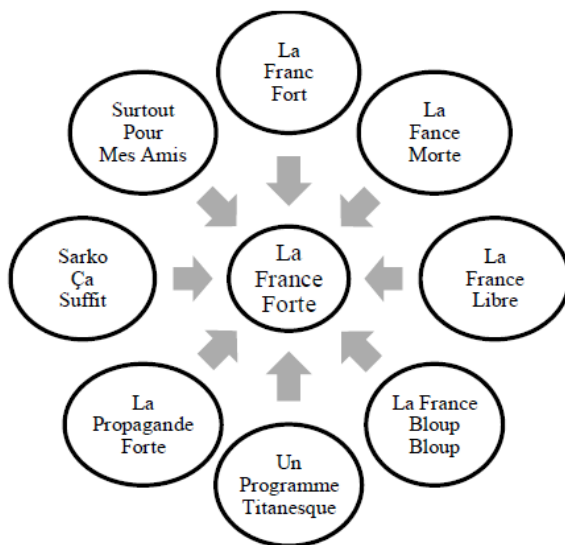 La
Franc
Fort
Surtout
Pour
Mes Amis
La
Fance
Morte
Sarko
Ça
Suffit
La
France
Forte
La
France
Libre
La
Propagande
Forte
La France
Bloup
Bloup
Un
Programme
Titanesque